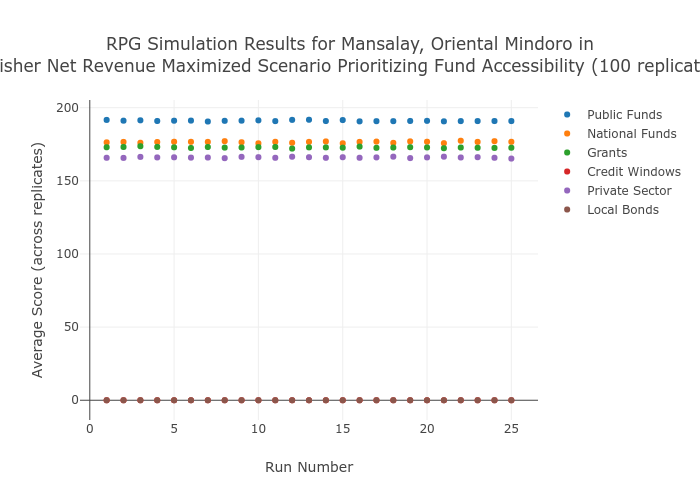 RPG Simulation Results for Mansalay, Oriental Mindoro in
Net Revenue Maximized Scenario Prioritizing Fund Accessibility (100
200
150
100
50
0
0
5
10
15
20
25
Average Score (across replicates)
Run Number
Public Funds
National Funds
Grants
Credit Windows
Private Sector
Local Bonds